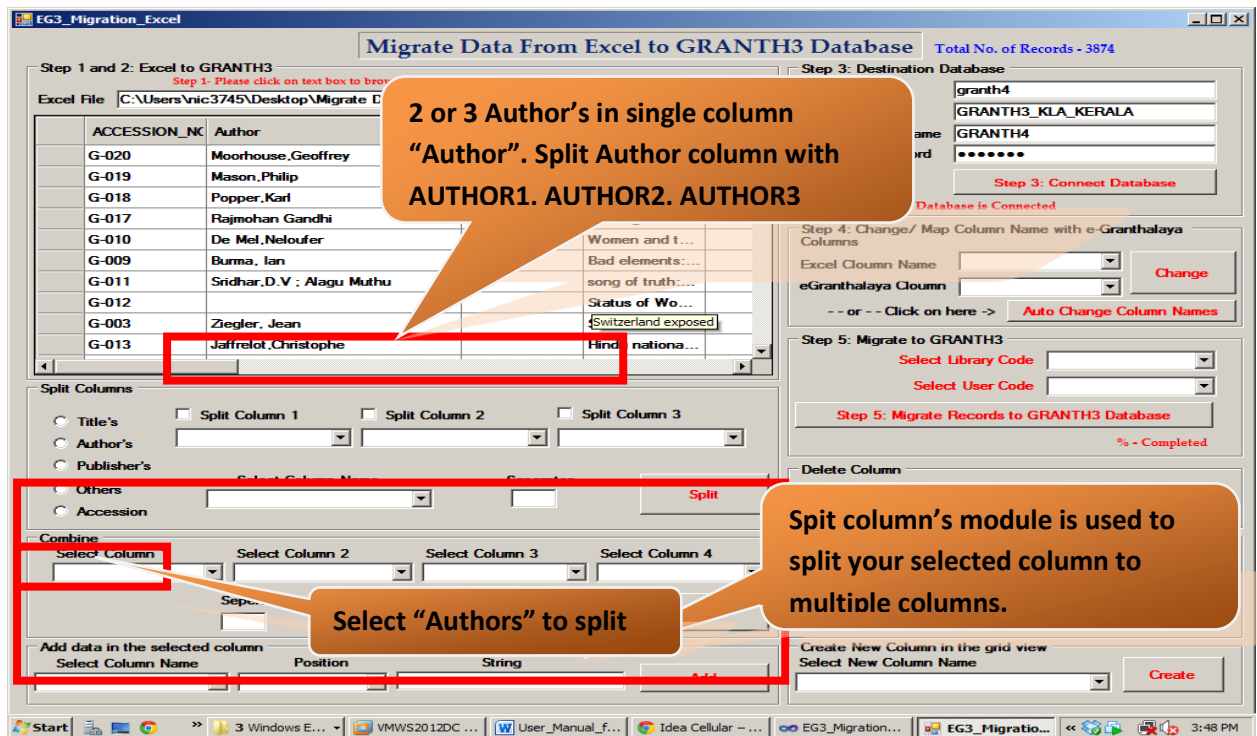 EG3_Migration_Excel
Migrate Data From Excel to GRANTH3 Database
Total No. of Records - 3874
Step 1 and 2: Excel to GRANTH3
Step 1- Please click on text box to brow
Excel File C:\Users\nic3745\Desktop\Migrate D
ACCESSION_NC Author
G-020 Moorhouse,Geoffrey
G-019 Mason,Philip
G-018 Popper,Karl
G-017 Rajmohan Gandhi
G-010 De Mel,Neloufer Women and t...
G-009 Burma, Ian Bad elements:...
G-011 Sridhar,D.V ; Alagu Muthu song of truth:...
G-012 Status of Wo...
G-003 Ziegler, Jean Switzerland exposed
G-013 Jaffrelot,Christophe Hindu nationa...
2 or 3 Author's in single column
“Author”. Split Author column with
AUTHOR1. AUTHOR2. AUTHOR3
Step 3: Destination Database
granth4
GRANTH3_KLA_KERALA
ame GRANTH4
ord •••••••
Step 3: Connect Database
Database is Connected
Step 4: Change/ Map Column Name with e-Granthalaya
Columns
Excel Cloumn Name
eGranthalaya Cloumn
Change
- - or - - Click on here -> Auto Change Column Names
Step 5: Migrate to GRANTH3
Select Library Code
Select User Code
Step 5: Migrate Records to GRANTH3 Database
% - Completed
Split Columns
Title's
Author's
Publisher's
Others
Accession
Split Column 1 Split Column 2 Split Column 3
Select Column Name
Split
Delete Column
Spit column's module is used to
split your selected column to
multiple columns.
Combine
Select Column Select Column 2 Select Column 3 Select Column 4
Sepe
Select “Authors” to split
Add data in the selected column
Select Column Name Position String
Add
Create New Column in the grid view
Select New Column Name
Create
Start » 3 Windows E... VMWS2012DC ... User_Manual_f... Idea Cellular – ... EG3_Migration... EG3_Migratio... « 3:48 PM